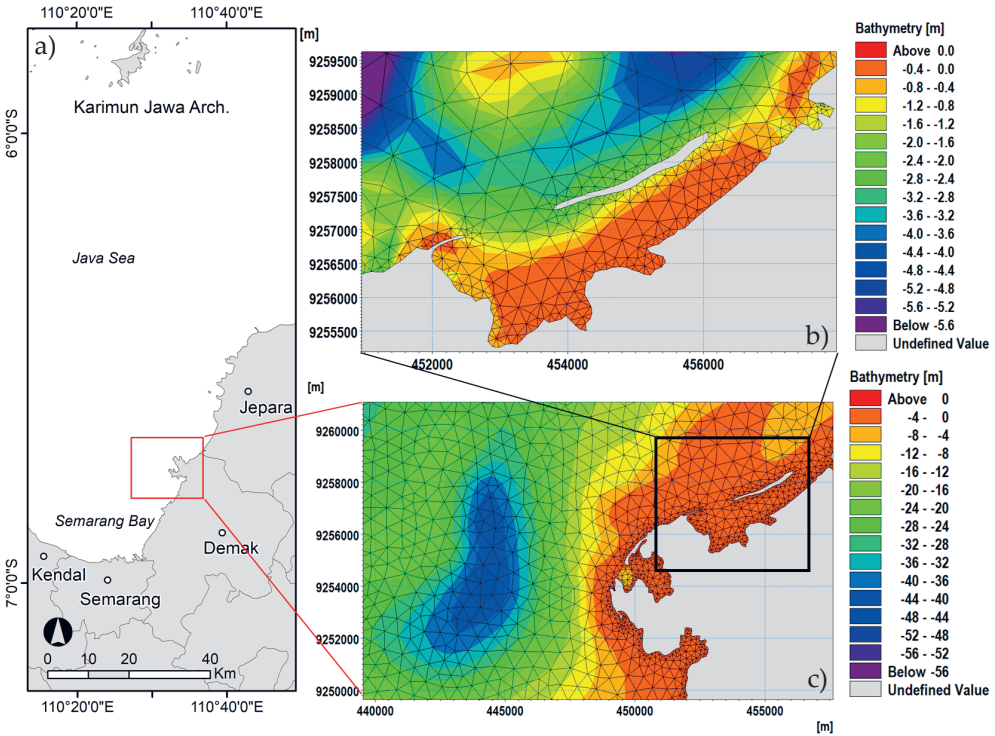 110°20'0"E 110°40'0"E
a)
Karimun Jawa Arch.
6°0'0"S
Java Sea
Jepara
Semarang Bay
Demak
Kendal
Semarang
7°0'0"S
0 10 20 40
Km
110°20'0"E 110°40'0"E
[m]
9259500
9259000
9258500
9258000
9257500
9257000
9256500
9256000
9255500
452000 454000 456000
b)
Bathymetry [m]
Above 0.0
-0.4 - 0.0
-0.8 - -0.4
-1.2 - -0.8
-1.6 - -1.2
-2.0 - -1.6
-2.4 - -2.0
-2.8 - -2.4
-3.2 - -2.8
-3.6 - -3.2
-4.0 - -3.6
-4.4 - -4.0
-4.8 - -4.4
-5.2 - -4.8
-5.6 - -5.2
Below -5.6
Undefined Value
[m]
9260000
9258000
9256000
9254000
9252000
9250000
440000 445000 450000 455000
[m]
c)
Bathymetry [m]
Above 0
-4 - 0
-8 - -4
-12 - -8
-16 - -12
-20 - -16
-24 - -20
-28 - -24
-32 - -28
-36 - -32
-40 - -36
-44 - -40
-48 - -44
-52 - -48
-56 - -52
Below -56
Undefined Value